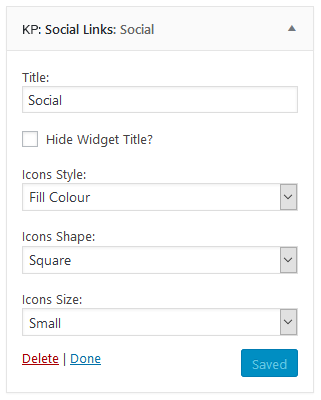 KP: Social Links: Social
Title:
Social
Hide Widget Title?
Icons Style:
Fill Colour
Icons Shape:
Square
Icons Size:
Small
Delete | Done
Saved